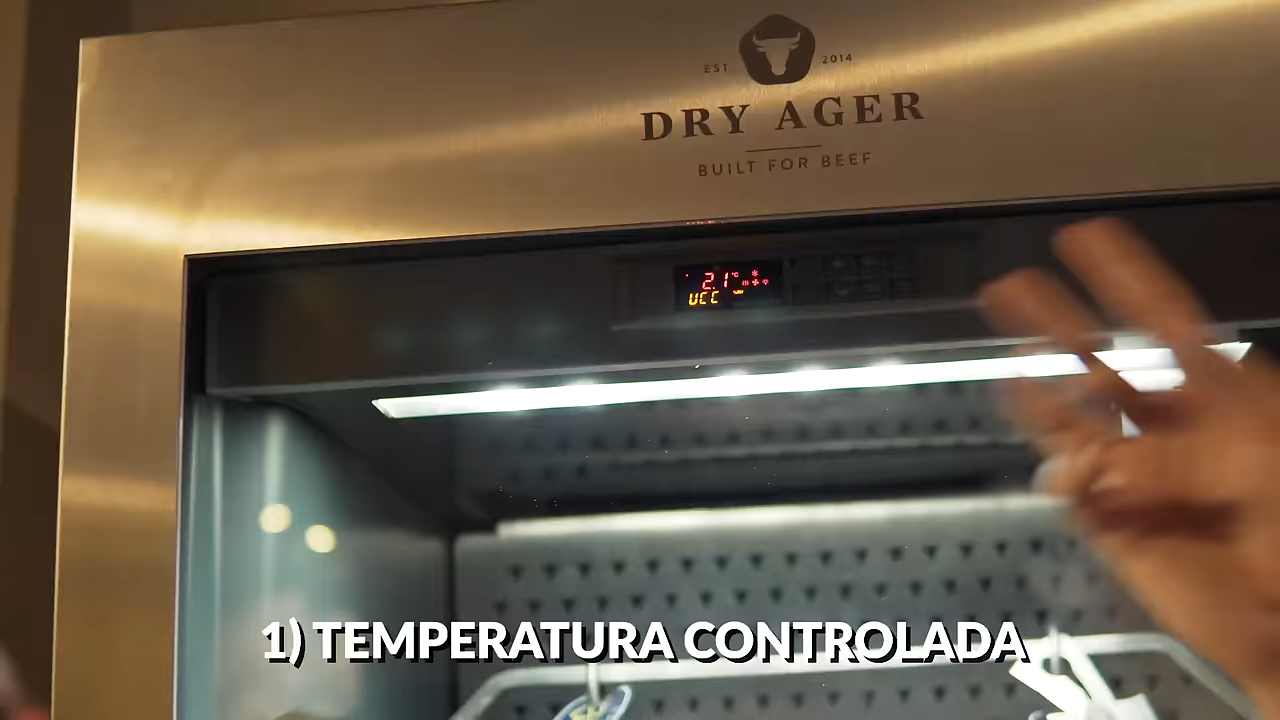 EST 2014
DRY AGER
BUILT FOR BEEF
2.1 °C
1) TEMPERATURA CONTROLADA